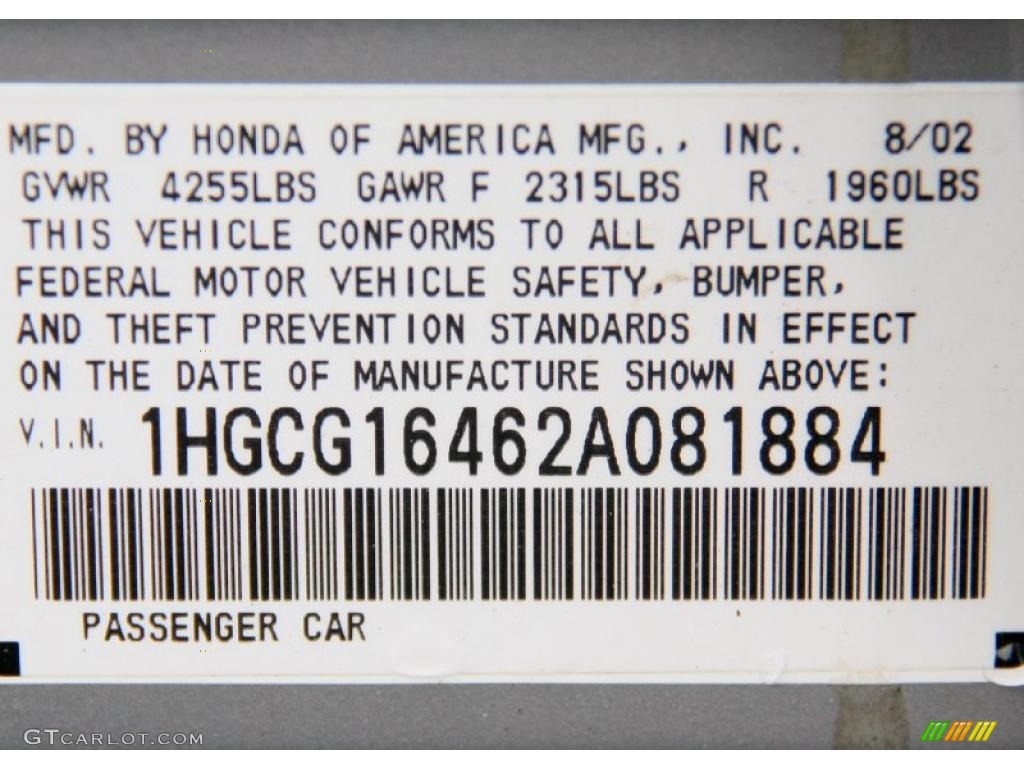 MFD. BY HONDA OF AMERICA MFG., INC. 8/02
GVWR 4255LBS GAWR F 2315LBS R 1960LBS
THIS VEHICLE CONFORMS TO ALL APPLICABLE
FEDERAL MOTOR VEHICLE SAFETY, BUMPER,
AND THEFT PREVENTION STANDARDS IN EFFECT
ON THE DATE OF MANUFACTURE SHOWN ABOVE:
V.I.N. 1HGCG16462A081884
PASSENGER CAR
GTCARLOT.COM